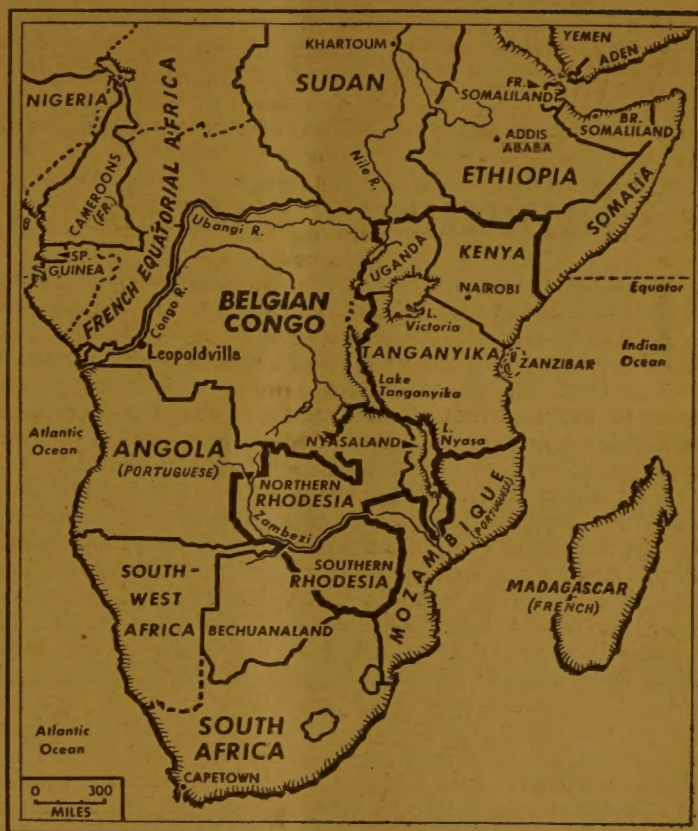 KHARTOUM
SUDAN
YEMEN
ADEN
NIGERIA
FR.
SOMALILAND
BR.
SOMALILAND
ADDIS
ABABA
ETHIOPIA
Nile R.
CAMEROONS
(FR.)
FRENCH EQUATORIAL AFRICA
SOMALIA
Ubangi R.
SP.
GUINEA
UGANDA
KENYA
NAIROBI
Equator
Congo R.
BELGIAN
CONGO
L.
Victoria
Leopoldville
TANGANYIKA
ZANZIBAR
Indian
Ocean
Lake
Tanganyika
Atlantic
Ocean
ANGOLA
(PORTUGUESE)
NYASALAND
L.
Nyasa
NORTHERN
RHODESIA
Zambezi
MOZAMBIQUE
(PORTUGUESE)
SOUTHERN
RHODESIA
SOUTH-
WEST
AFRICA
BECHUANALAND
MADAGASCAR
(FRENCH)
SOUTH
AFRICA
Atlantic
Ocean
CAPETOWN
0 300
MILES